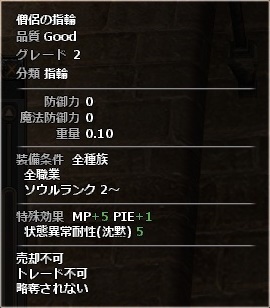 僧侶の指輪
品質 Good
グレード 2
分類 指輪
防御力 0
魔法防御力 0
重量 0.10
装備条件 全種族
全職業
ソウルランク 2～
特殊効果 MP+5 PIE+1
状態異常耐性(沈黙) 5
売却不可
トレード不可
略奪されない